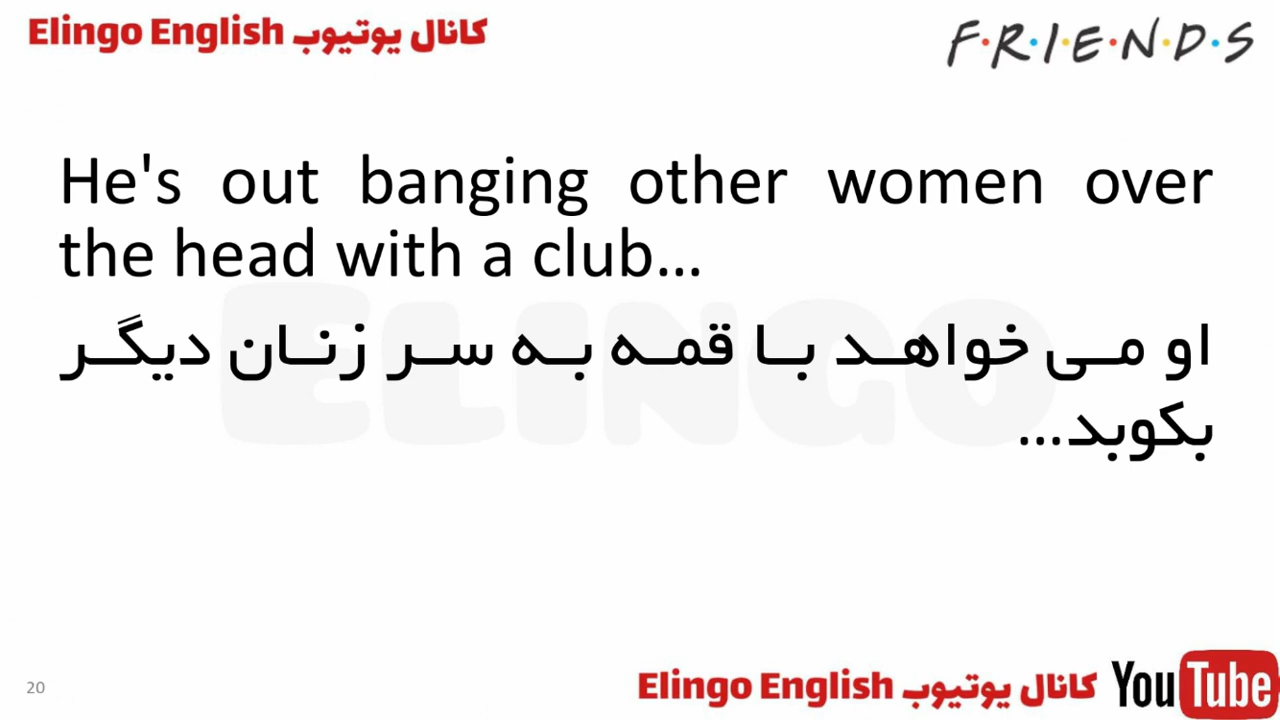 Elingo English کانال یوتیوب
F·R·I·E·N·D·S
He's out banging other women over
the head with a club...
ELINGO
او می خواهد با قمه به سر زنان دیگر
بکوبد...
20
Elingo English کانال یوتیوب
YouTube